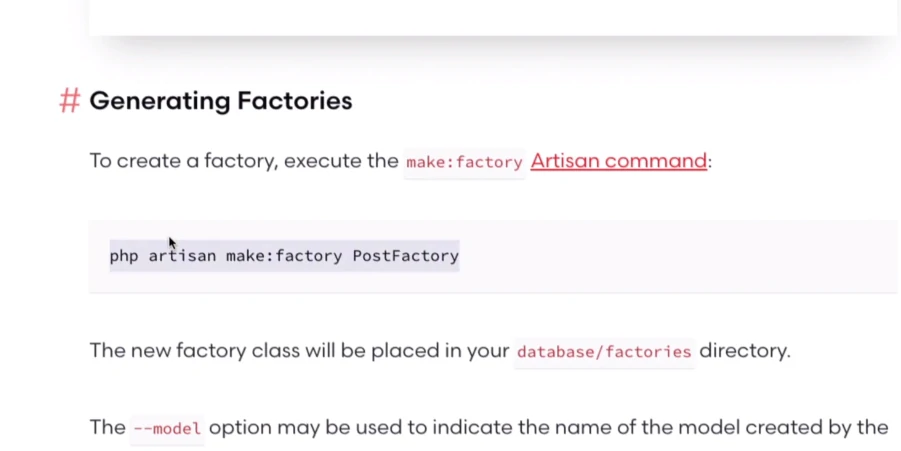 # Generating Factories
To create a factory, execute the make:factory Artisan command:
php artisan make:factory PostFactory
The new factory class will be placed in your database/factories directory.
The --model option may be used to indicate the name of the model created by the